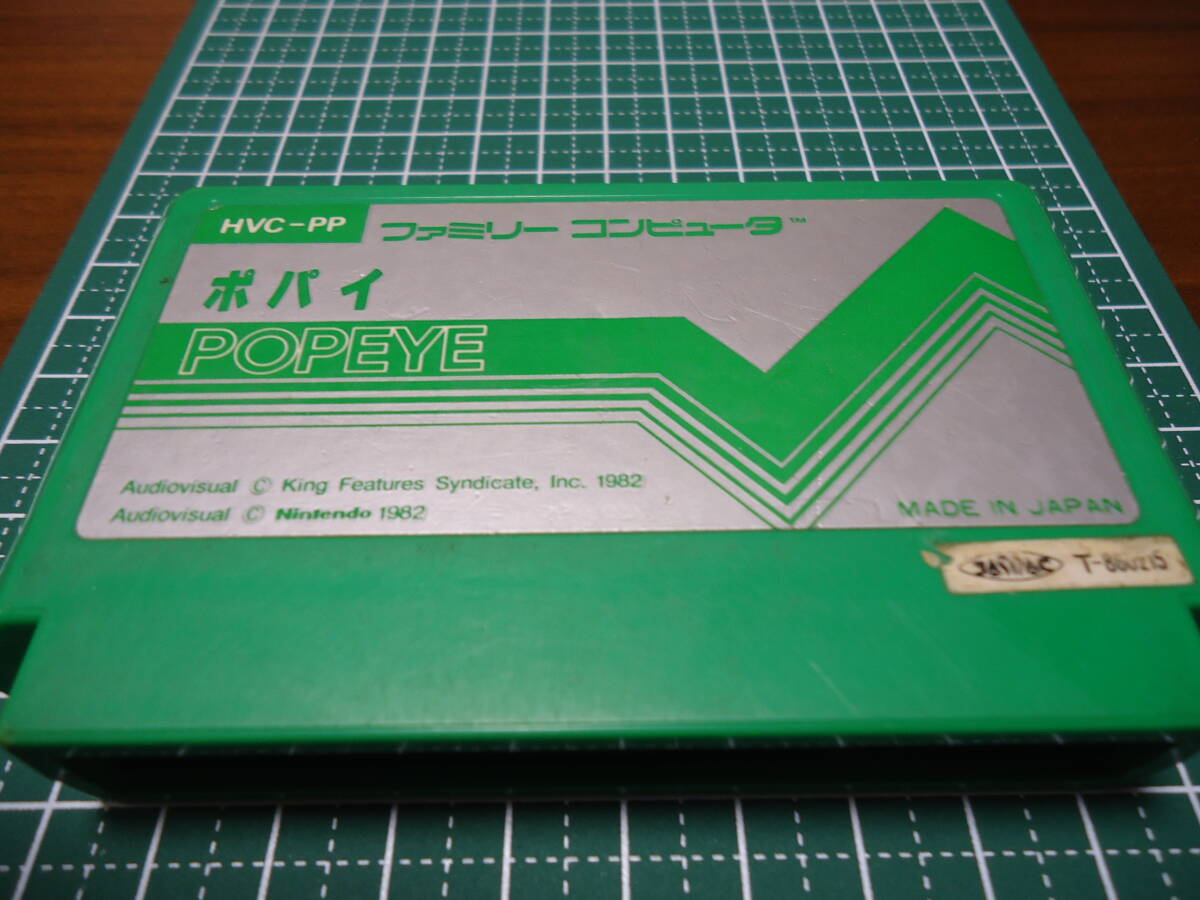 HVC-PP
ファミリー コンピュータ™
ポパイ
POPEYE
Audiovisual © King Features Syndicate, Inc. 1982
Audiovisual © Nintendo 1982
MADE IN JAPAN